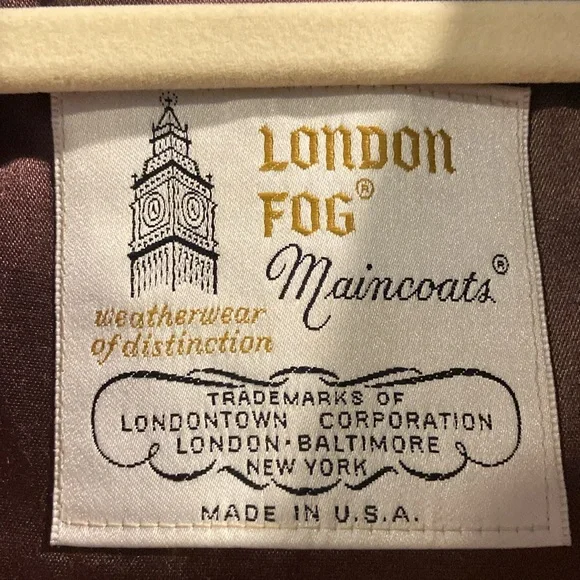 LONDON
FOG®
Maincoats®
weatherwear
of distinction
TRADEMARKS OF
LONDONTOWN CORPORATION
LONDON·BALTIMORE
NEW YORK
MADE IN U.S.A.